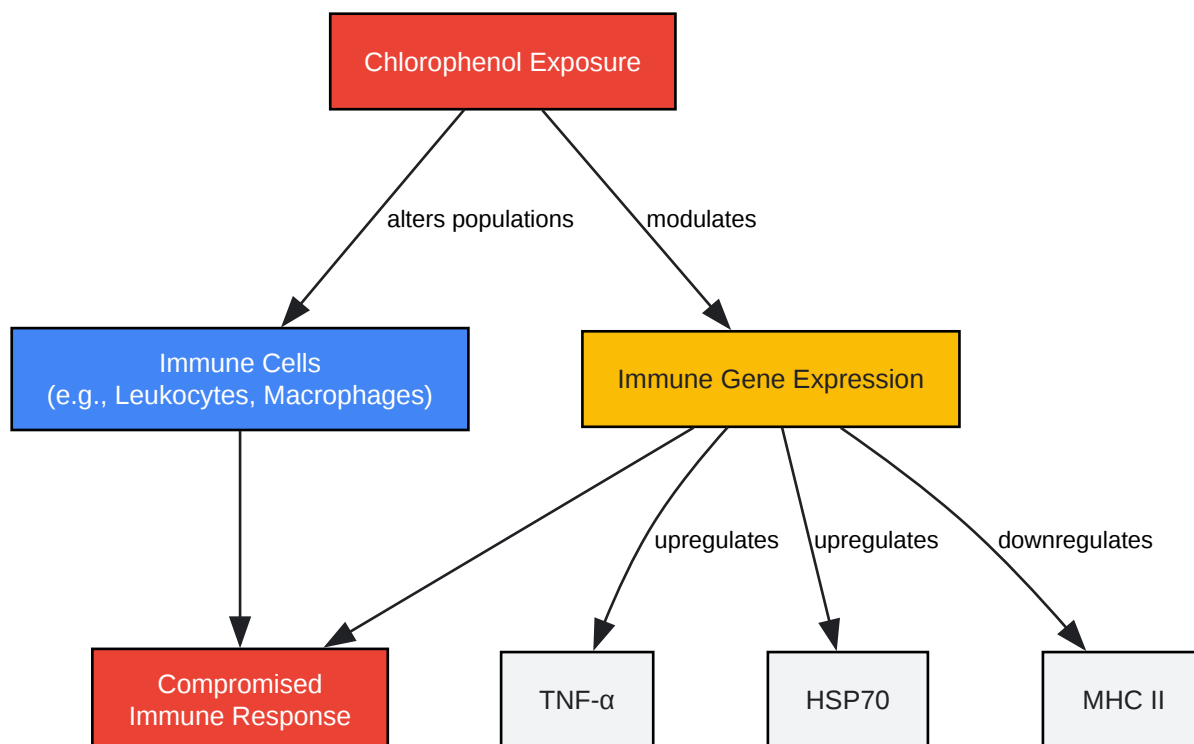 Chlorophenol Exposure
alters populations
modulates
Immune Cells
(e.g., Leukocytes, Macrophages)
Immune Gene Expression
upregulates
upregulates
downregulates
Compromised
Immune Response
TNF-α
HSP70
MHC II